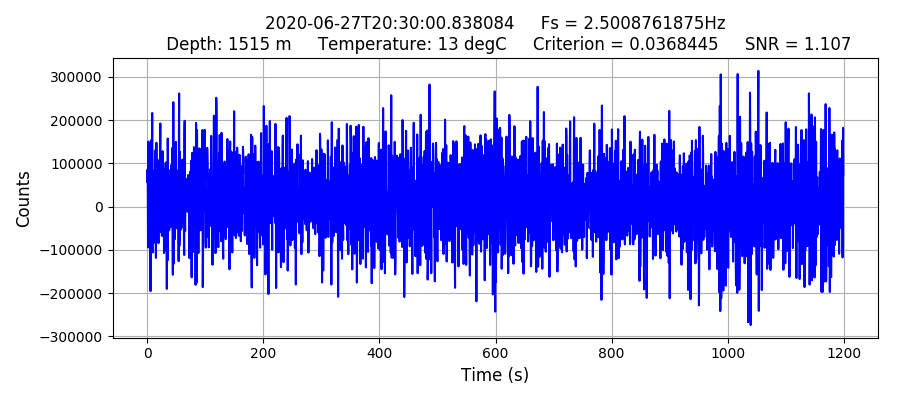 2020-06-27T20:30:00.838084 Fs = 2.5008761875Hz
Depth: 1515 m Temperature: 13 degC Criterion = 0.0368445 SNR = 1.107
300000
200000
100000
0
−100000
−200000
−300000
Counts
0 200 400 600 800 1000 1200
Time (s)